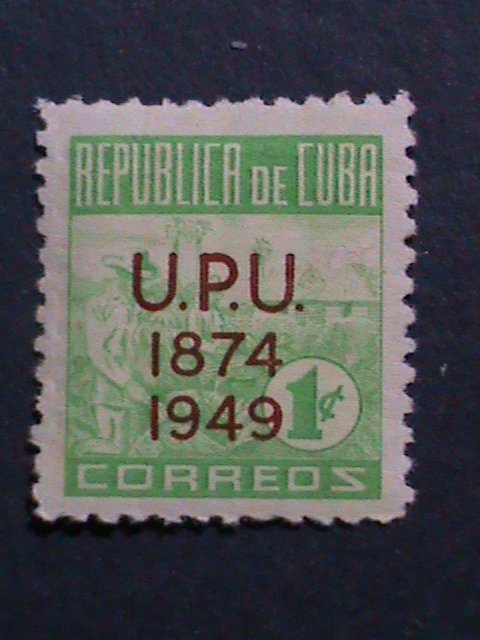 REPUBLICA DE CUBA
U.P.U.
1874
1949
1¢
CORREOS